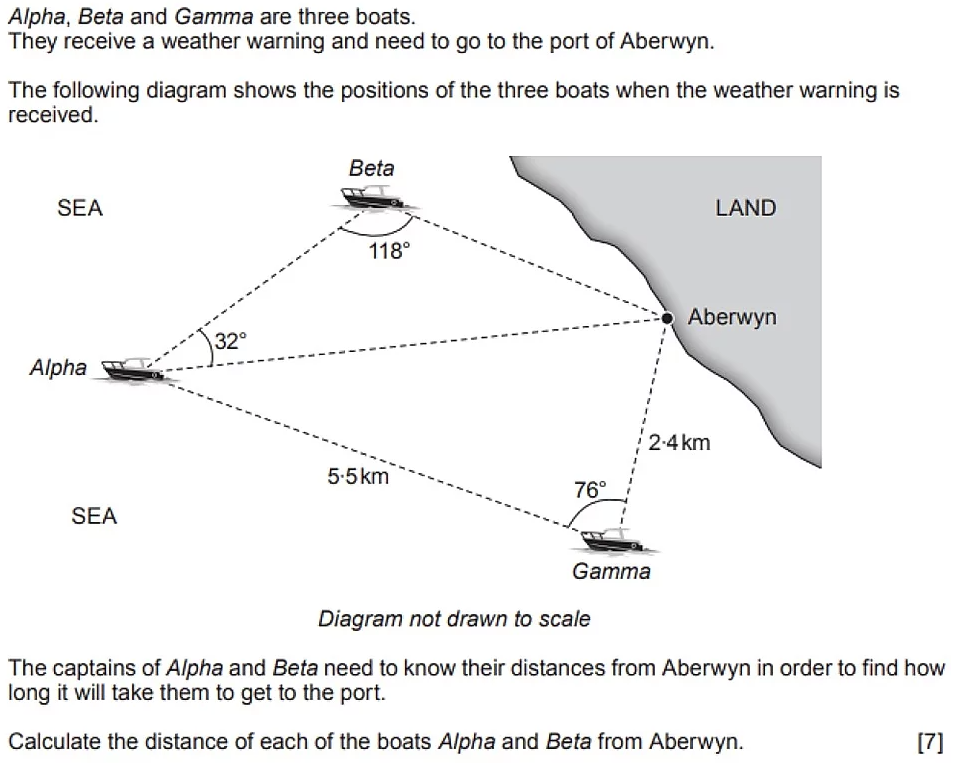 Alpha, Beta and Gamma are three boats.
They receive a weather warning and need to go to the port of Aberwyn.
The following diagram shows the positions of the three boats when the weather warning is
received.
Beta
SEA
LAND
118°
Aberwyn
32°
Alpha
2·4 km
5·5 km
76°
SEA
Gamma
Diagram not drawn to scale
The captains of Alpha and Beta need to know their distances from Aberwyn in order to find how
long it will take them to get to the port.
Calculate the distance of each of the boats Alpha and Beta from Aberwyn. [7]